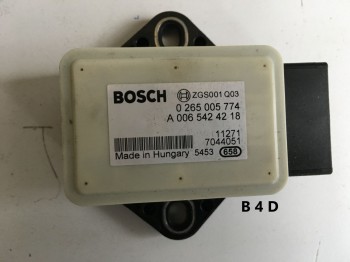 BOSCH ZGS001 Q03
0 265 005 774
A 006 542 42 18
11271
7044051
Made in Hungary 5453 658
B 4 D